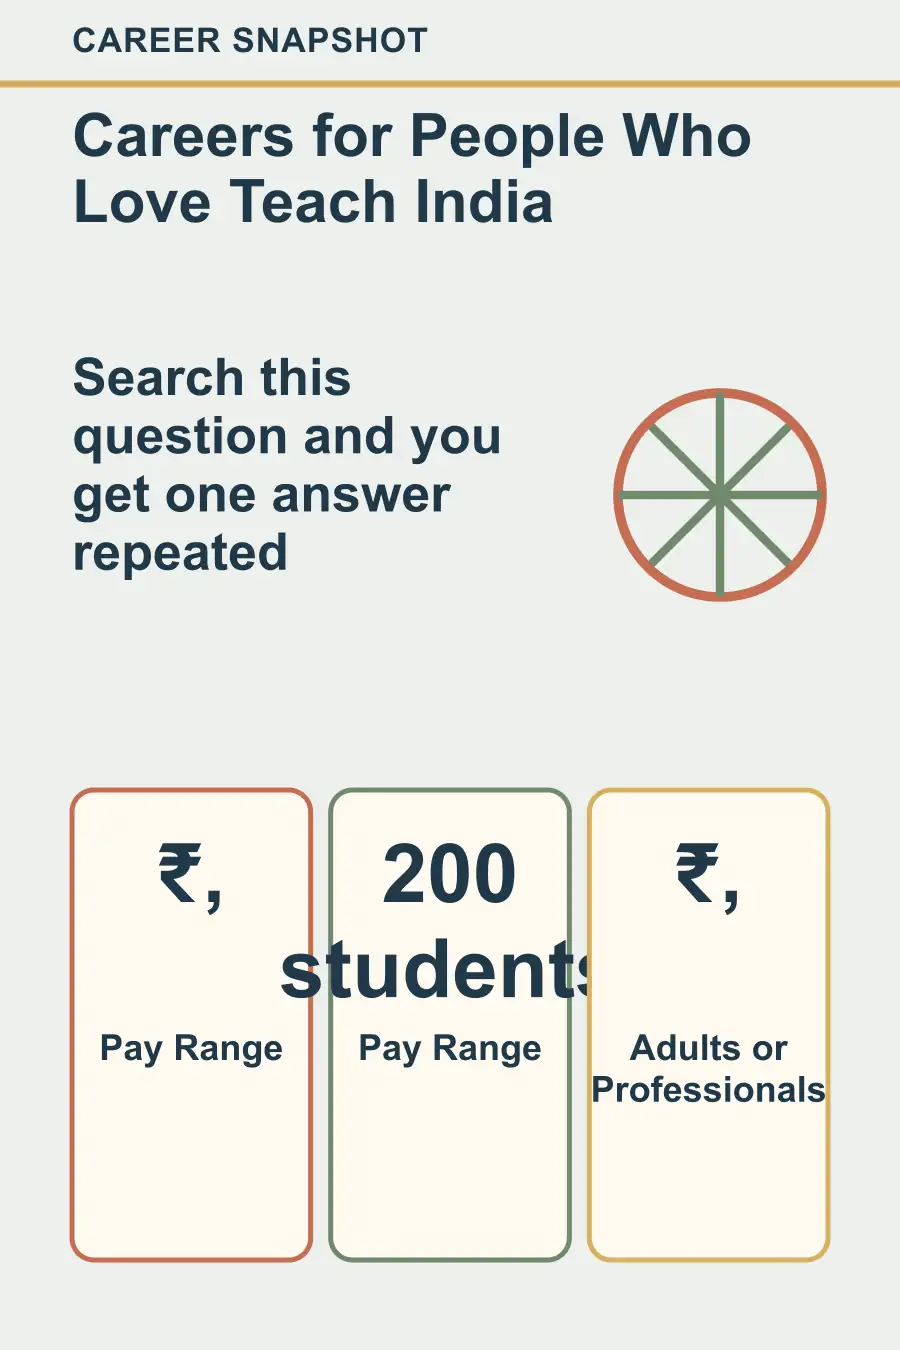 CAREER SNAPSHOT
Careers for People Who
Love Teach India
Search this
question and you
get one answer
repeated
₹,
200
students
Pay Range
Pay Range
₹,
Adults or
Professionals